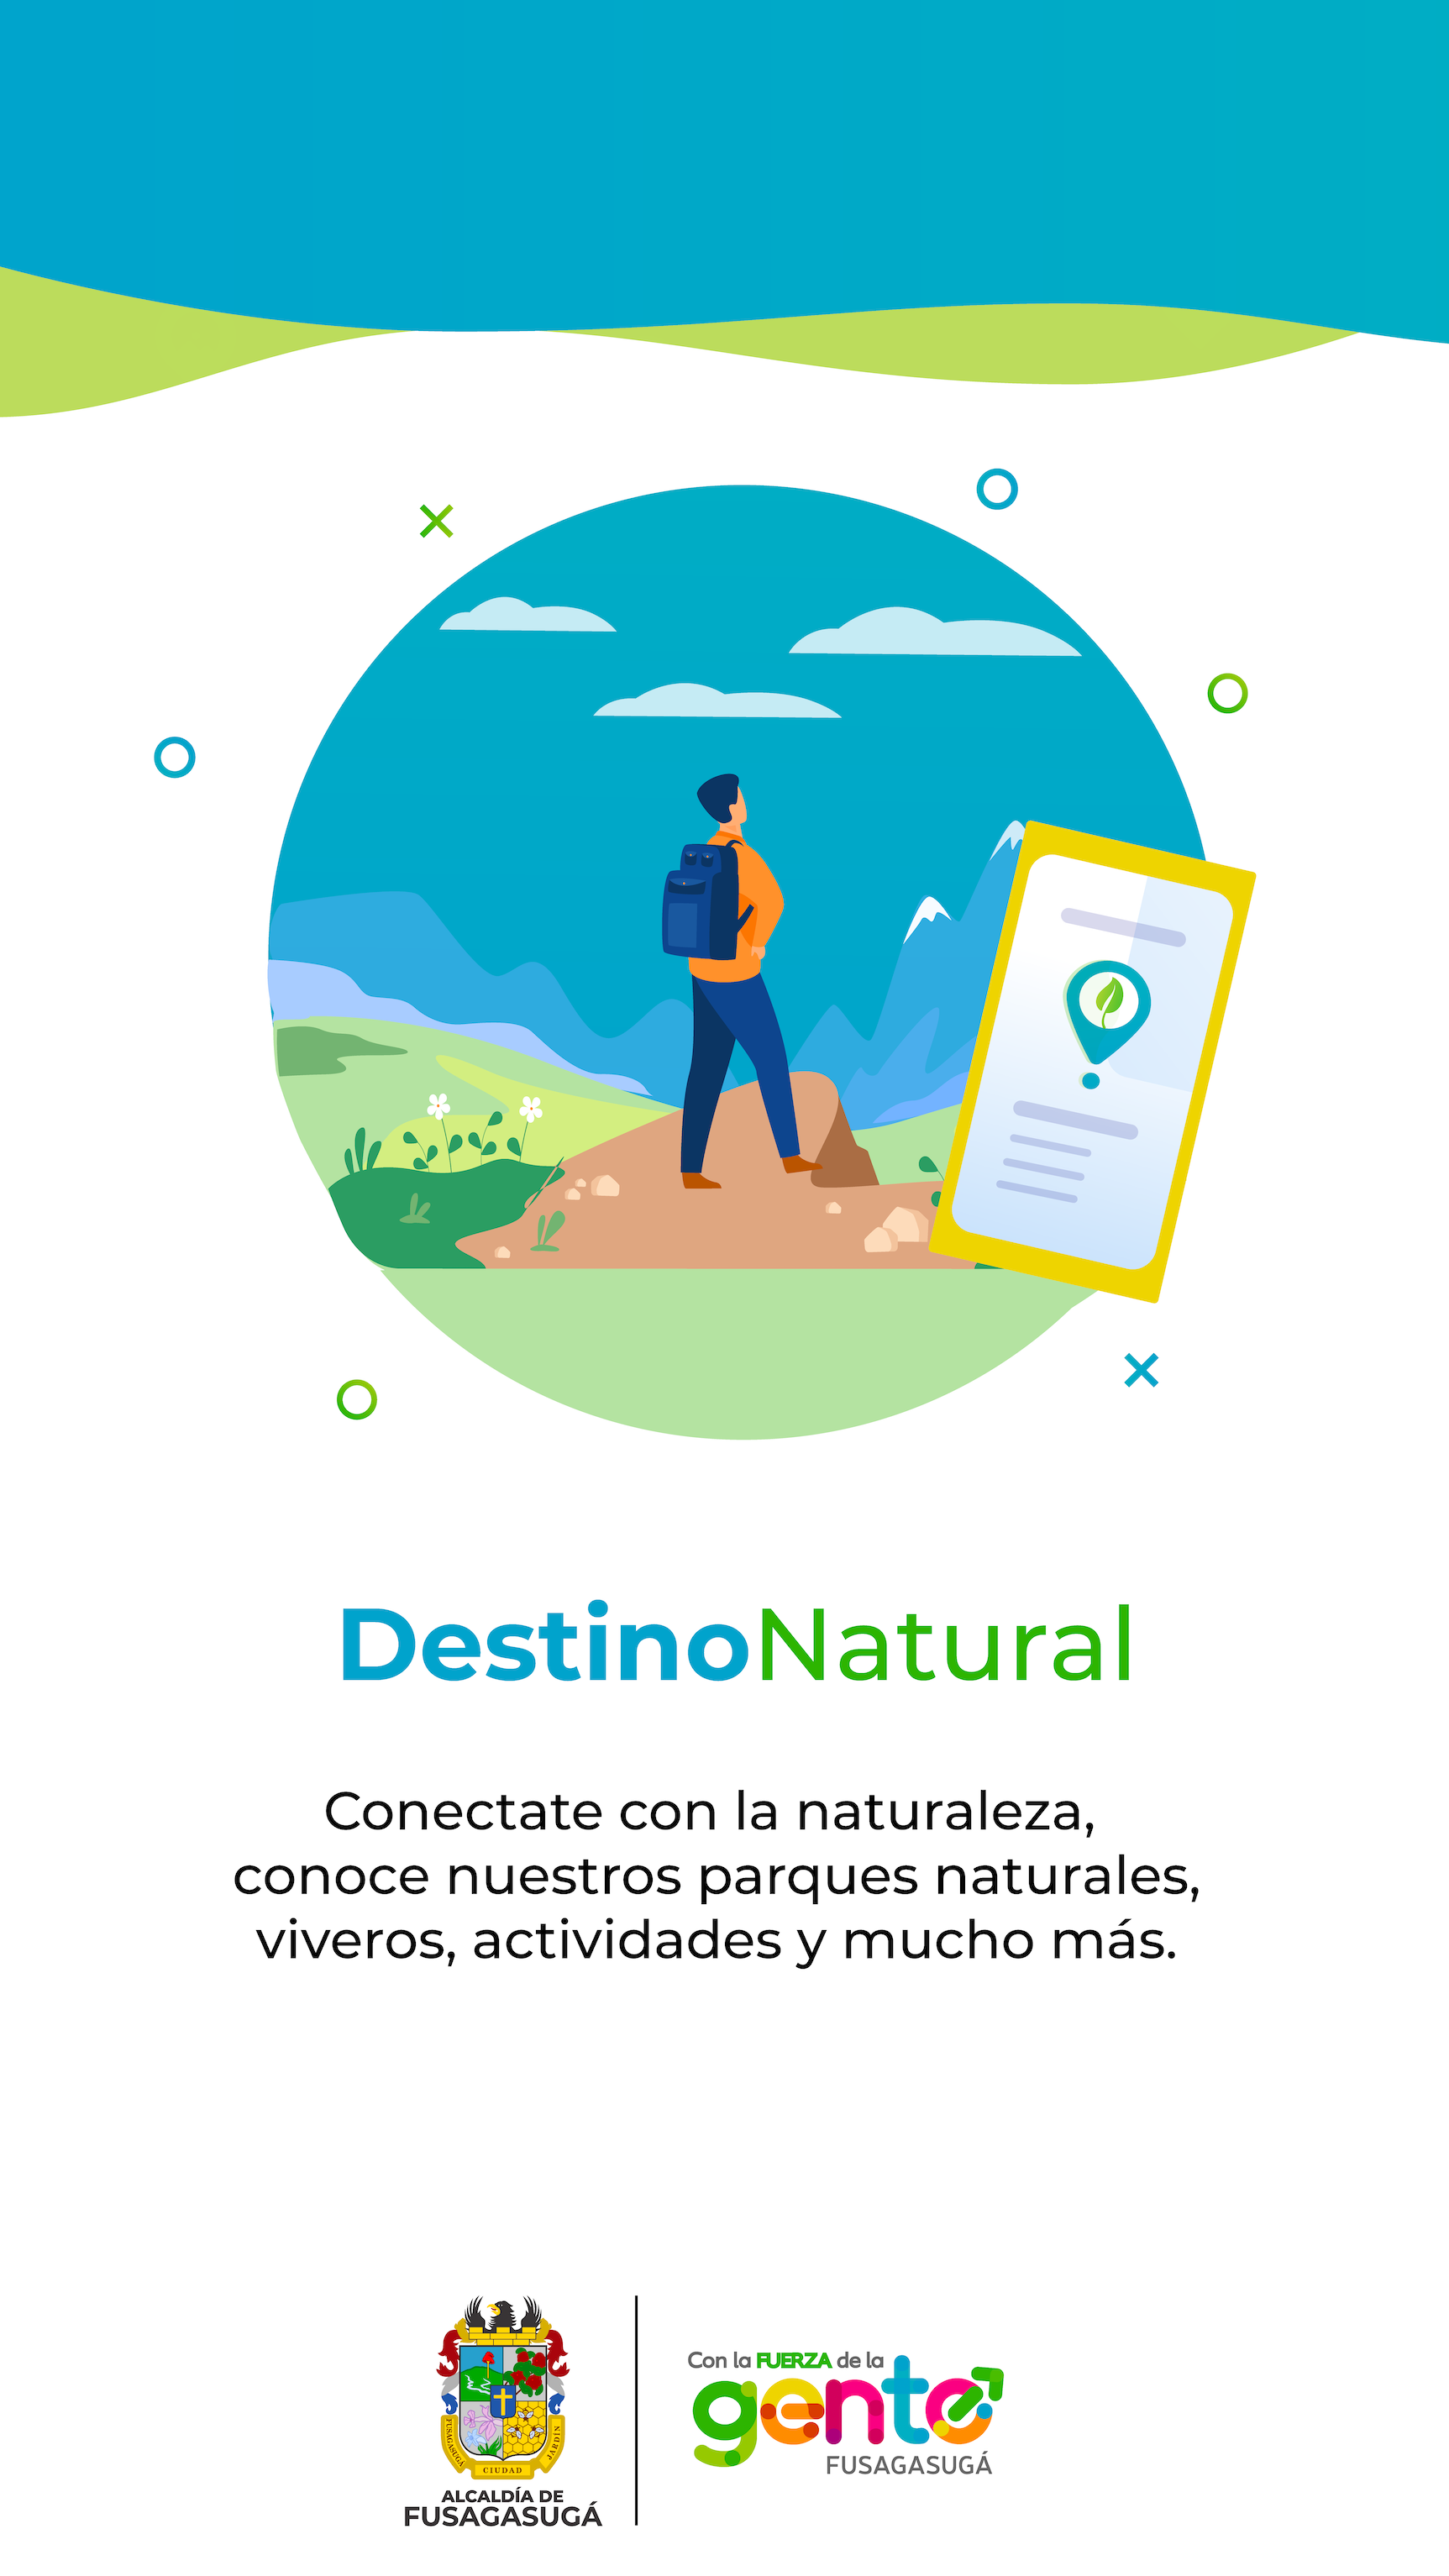 DestinoNatural
Conectate con la naturaleza,
conoce nuestros parques naturales,
viveros, actividades y mucho más.
FUSAGASUGÁ
CIUDAD
JARDÍN
ALCALDÍA DE
FUSAGASUGÁ
Con la FUERZA de la
gente
FUSAGASUGÁ